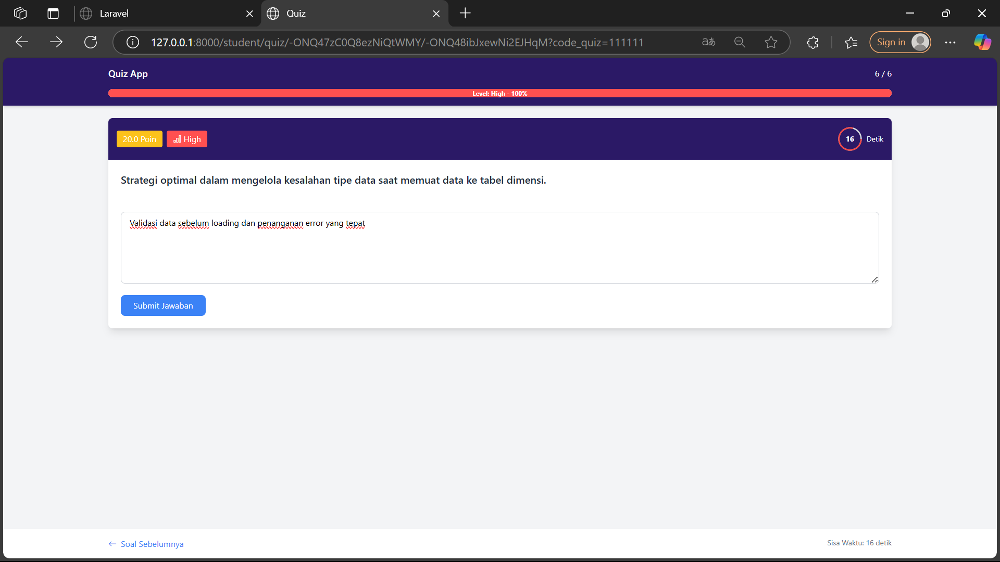 Laravel
Quiz
127.0.0.1:8000/student/quiz/-ONQ47zC0Q8ezNiQtWMY/-ONQ48ibJxewNi2EJHqM?code_quiz=111111
aあ
Sign in
Quiz App
6 / 6
Level: High - 100%
20.0 Poin
High
16
Detik
Strategi optimal dalam mengelola kesalahan tipe data saat memuat data ke tabel dimensi.
Validasi data sebelum loading dan penanganan error yang tepat
Submit Jawaban
← Soal Sebelumnya
Sisa Waktu: 16 detik